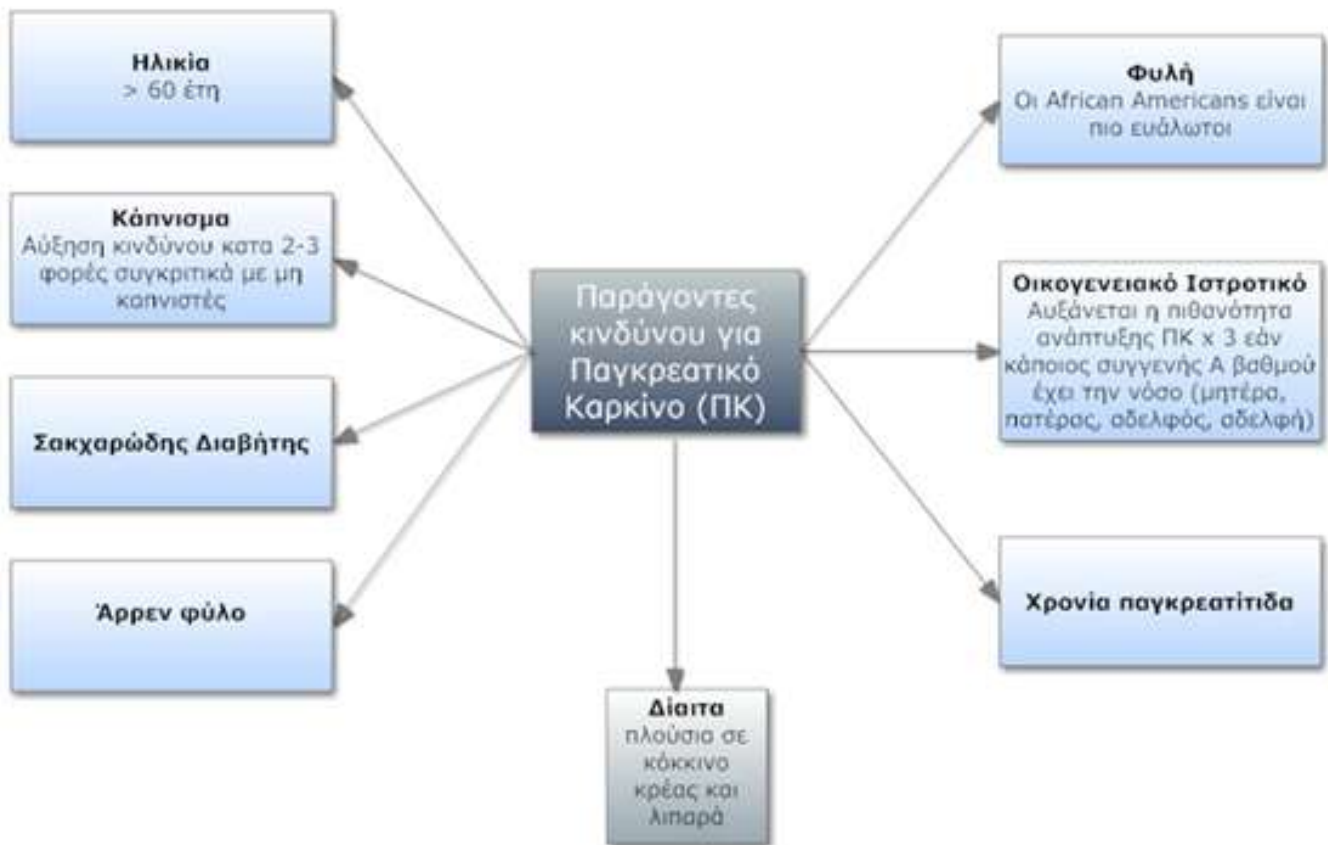 Ηλικία
> 60 έτη
Κάπνισμα
Αύξηση κινδύνου κατα 2-3
φορές συγκριτικά με μη
καπνιστές
Σακχαρώδης Διαβήτης
Άρρεν φύλο
Παράγοντες
κινδύνου για
Παγκρεατικό
Καρκίνο (ΠΚ)
Δίαιτα
πλούσια σε
κόκκινο
κρέας και
λιπαρά
Φυλή
Οι African Americans είναι
πιο ευάλωτοι
Οικογενειακό Ιστροτικό
Αυξάνεται η πιθανότητα
ανάπτυξης ΠΚ x 3 εάν
κάποιος συγγενής Α βαθμού
έχει την νόσο (μητέρα,
πατέρας, αδελφός, αδελφή)
Χρονία παγκρεατίτιδα